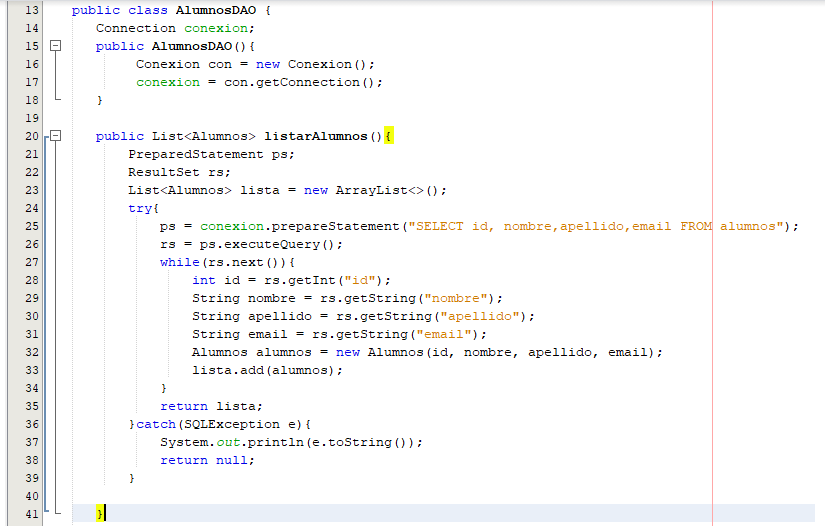 13 public class AlumnosDAO {
14 Connection conexion;
15 public AlumnosDAO(){
16 Conexion con = new Conexion();
17 conexion = con.getConnection();
18 }
19
20 public List<Alumnos> listarAlumnos(){
21 PreparedStatement ps;
22 ResultSet rs;
23 List<Alumnos> lista = new ArrayList<>();
24 try{
25 ps = conexion.prepareStatement("SELECT id, nombre,apellido,email FROM alumnos");
26 rs = ps.executeQuery();
27 while(rs.next()){
28 int id = rs.getInt("id");
29 String nombre = rs.getString("nombre");
30 String apellido = rs.getString("apellido");
31 String email = rs.getString("email");
32 Alumnos alumnos = new Alumnos(id, nombre, apellido, email);
33 lista.add(alumnos);
34 }
35 return lista;
36 }catch(SQLException e){
37 System.out.println(e.toString());
38 return null;
39 }
40
41 }